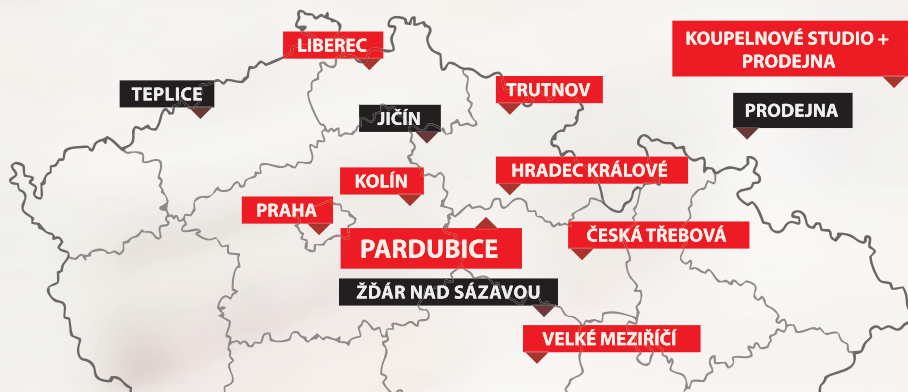 LIBEREC
KOUPELNOVÉ STUDIO +
PRODEJNA
TEPLICE
TRUTNOV
JIČÍN
PRODEJNA
KOLÍN
HRADEC KRÁLOVÉ
PRAHA
PARDUBICE
ČESKÁ TŘEBOVÁ
ŽĎÁR NAD SÁZAVOU
VELKÉ MEZIŘÍČÍ